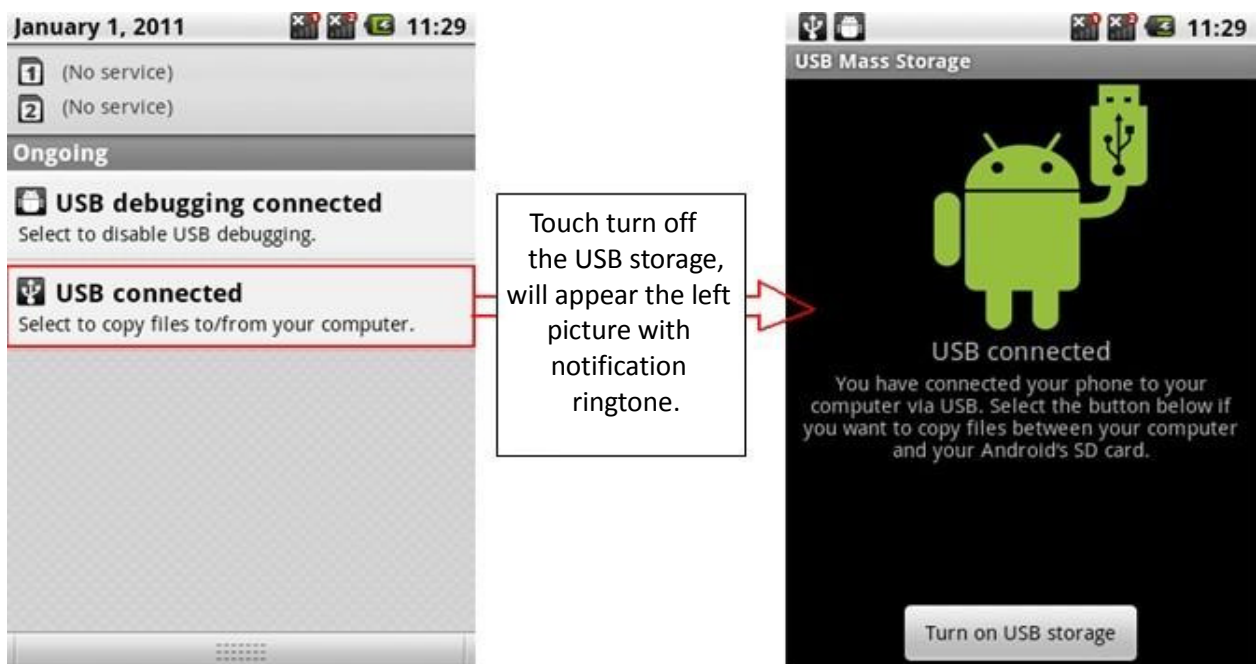 January 1, 2011
11:29
1 (No service)
2 (No service)
Ongoing
USB debugging connected
Select to disable USB debugging.
USB connected
Select to copy files to/from your computer.
Touch turn off
the USB storage,
will appear the left
picture with
notification
ringtone.
11:29
USB Mass Storage
USB connected
You have connected your phone to your
computer via USB. Select the button below if
you want to copy files between your computer
and your Android's SD card.
Turn on USB storage